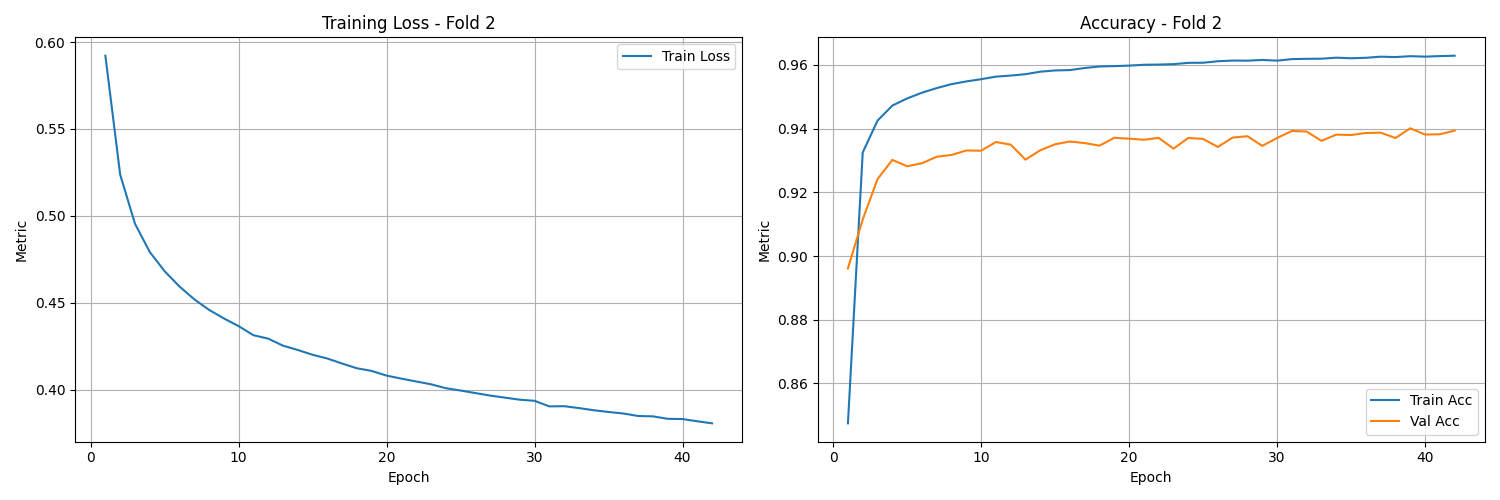 Training Loss - Fold 2
Train Loss
0.60
0.55
0.50
0.45
0.40
Metric
0 10 20 30 40
Epoch
Accuracy - Fold 2
0.96
0.94
0.92
0.90
0.88
0.86
Metric
Train Acc
Val Acc
0 10 20 30 40
Epoch